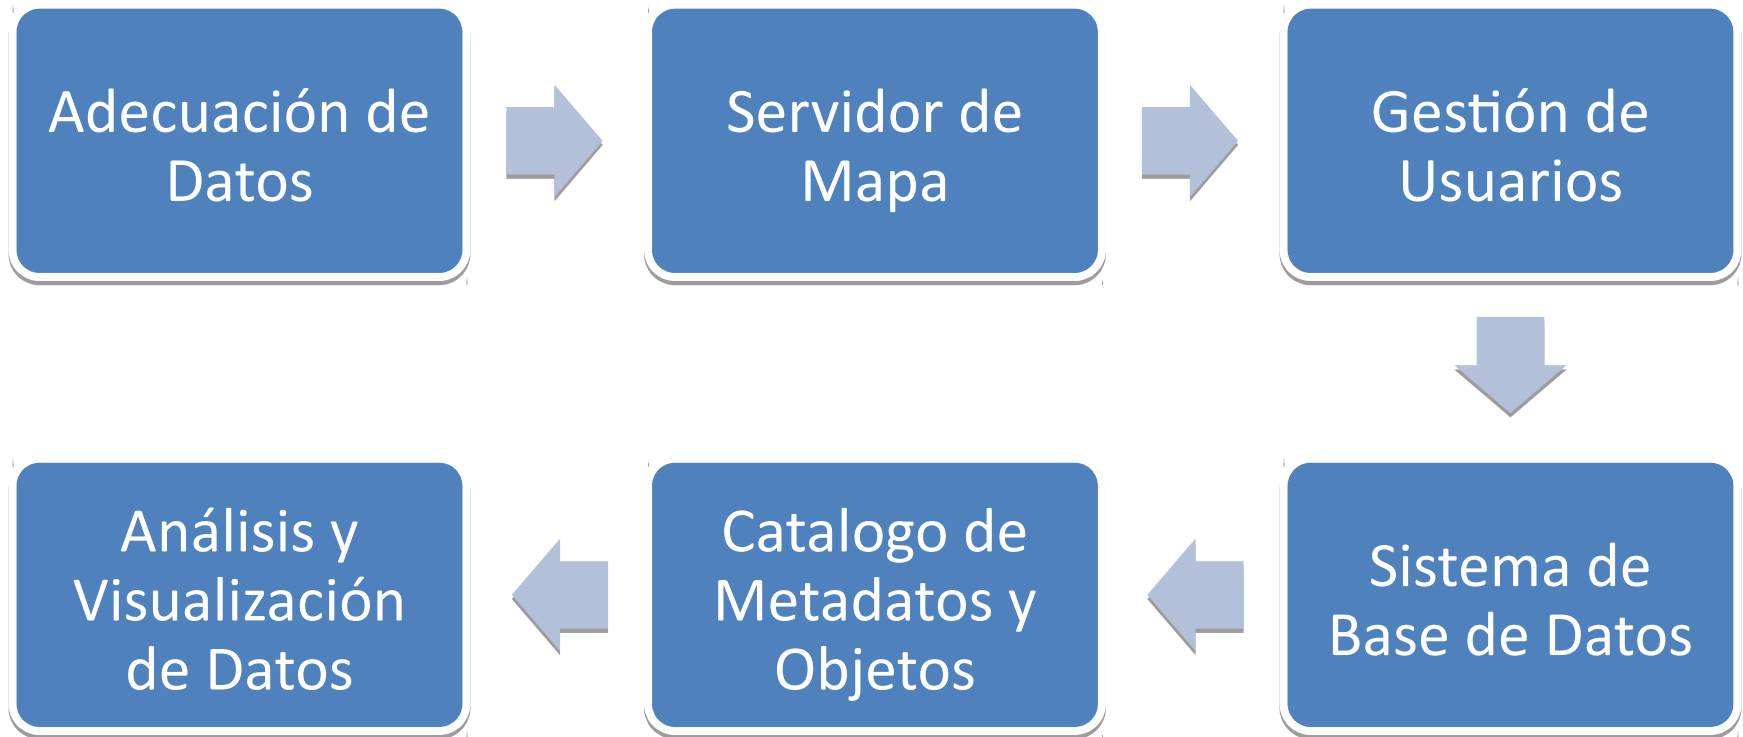 Adecuación de
Datos
Servidor de
Mapa
Gestión de
Usuarios
Sistema de
Base de Datos
Catalogo de
Metadatos y
Objetos
Análisis y
Visualización
de Datos